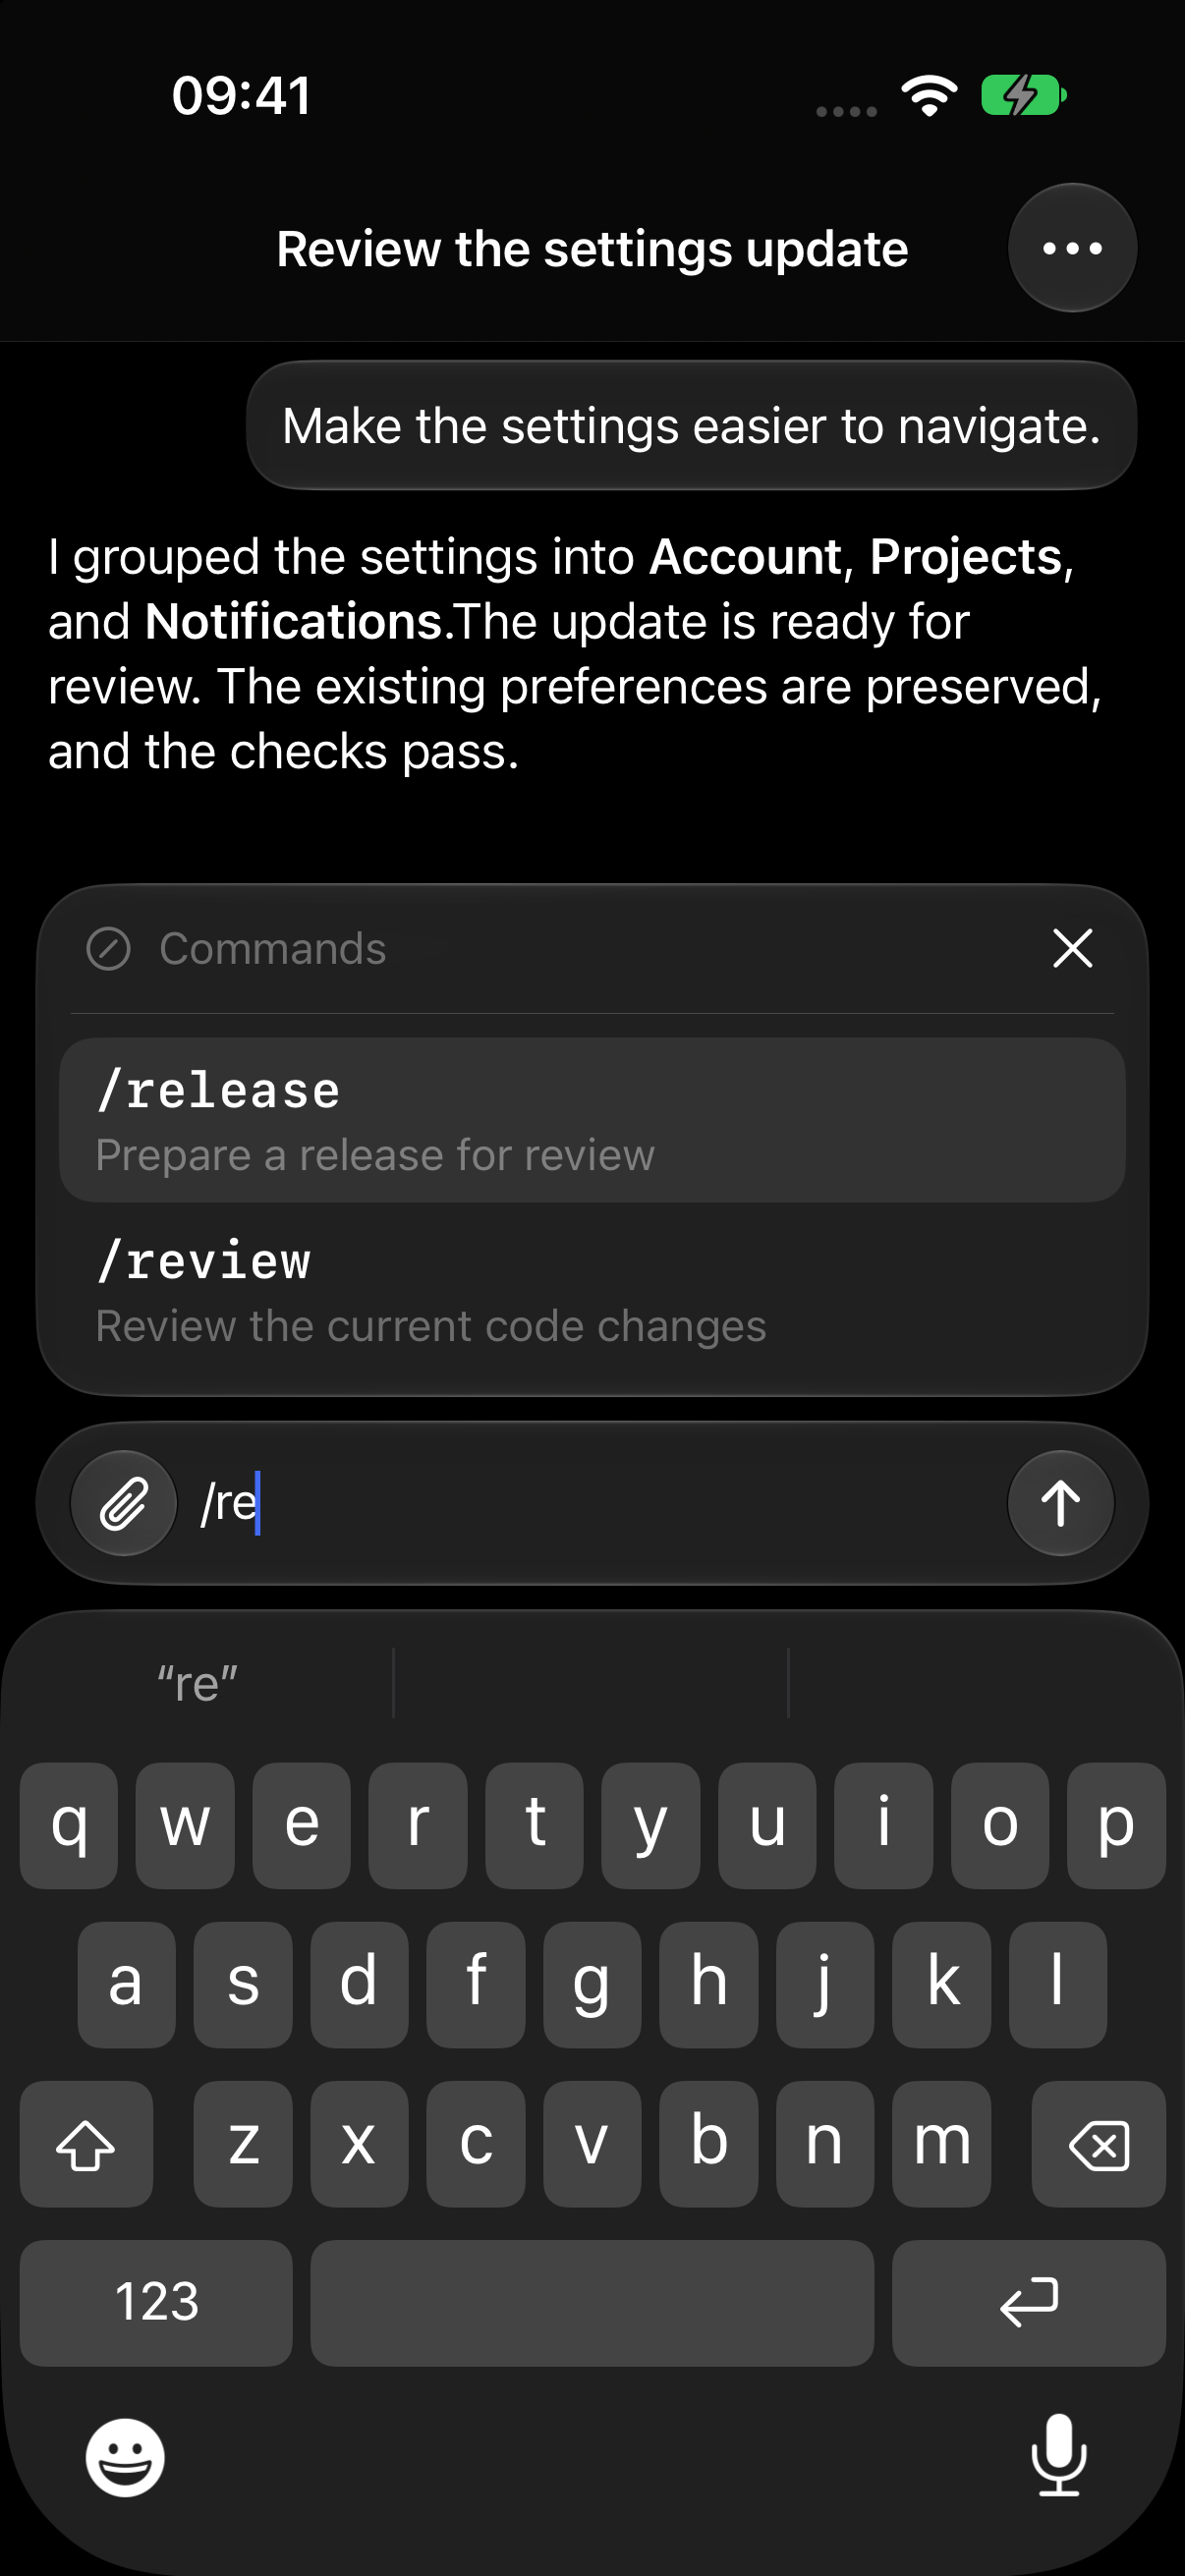 09:41
Review the settings update
Make the settings easier to navigate.
I grouped the settings into Account, Projects,
and Notifications.The update is ready for
review. The existing preferences are preserved,
and the checks pass.
Commands
/release
Prepare a release for review
/review
Review the current code changes
/re
“re”
q w e r t y u i o p
a s d f g h j k l
z x c v b n m
123